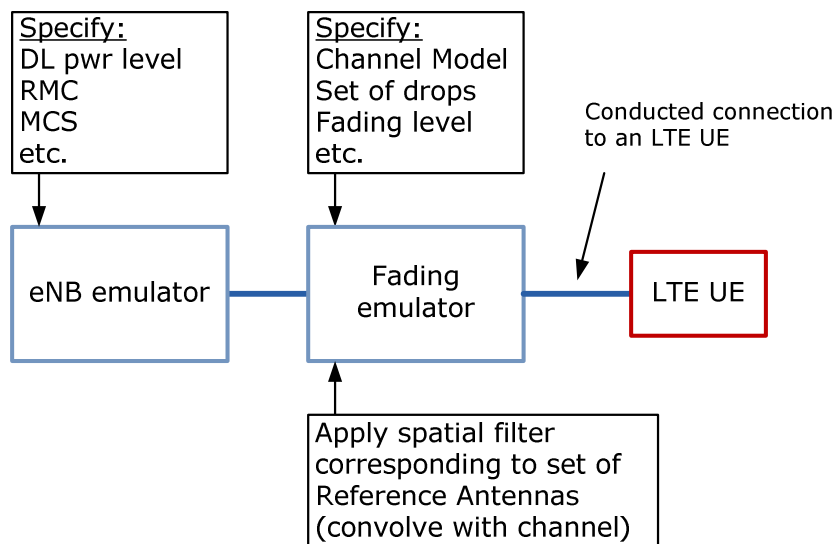 Specify:
DL pwr level
RMC
MCS
etc.
Specify:
Channel Model
Set of drops
Fading level
etc.
Conducted connection
to an LTE UE
eNB emulator
Fading
emulator
LTE UE
Apply spatial filter
corresponding to set of
Reference Antennas
(convolve with channel)